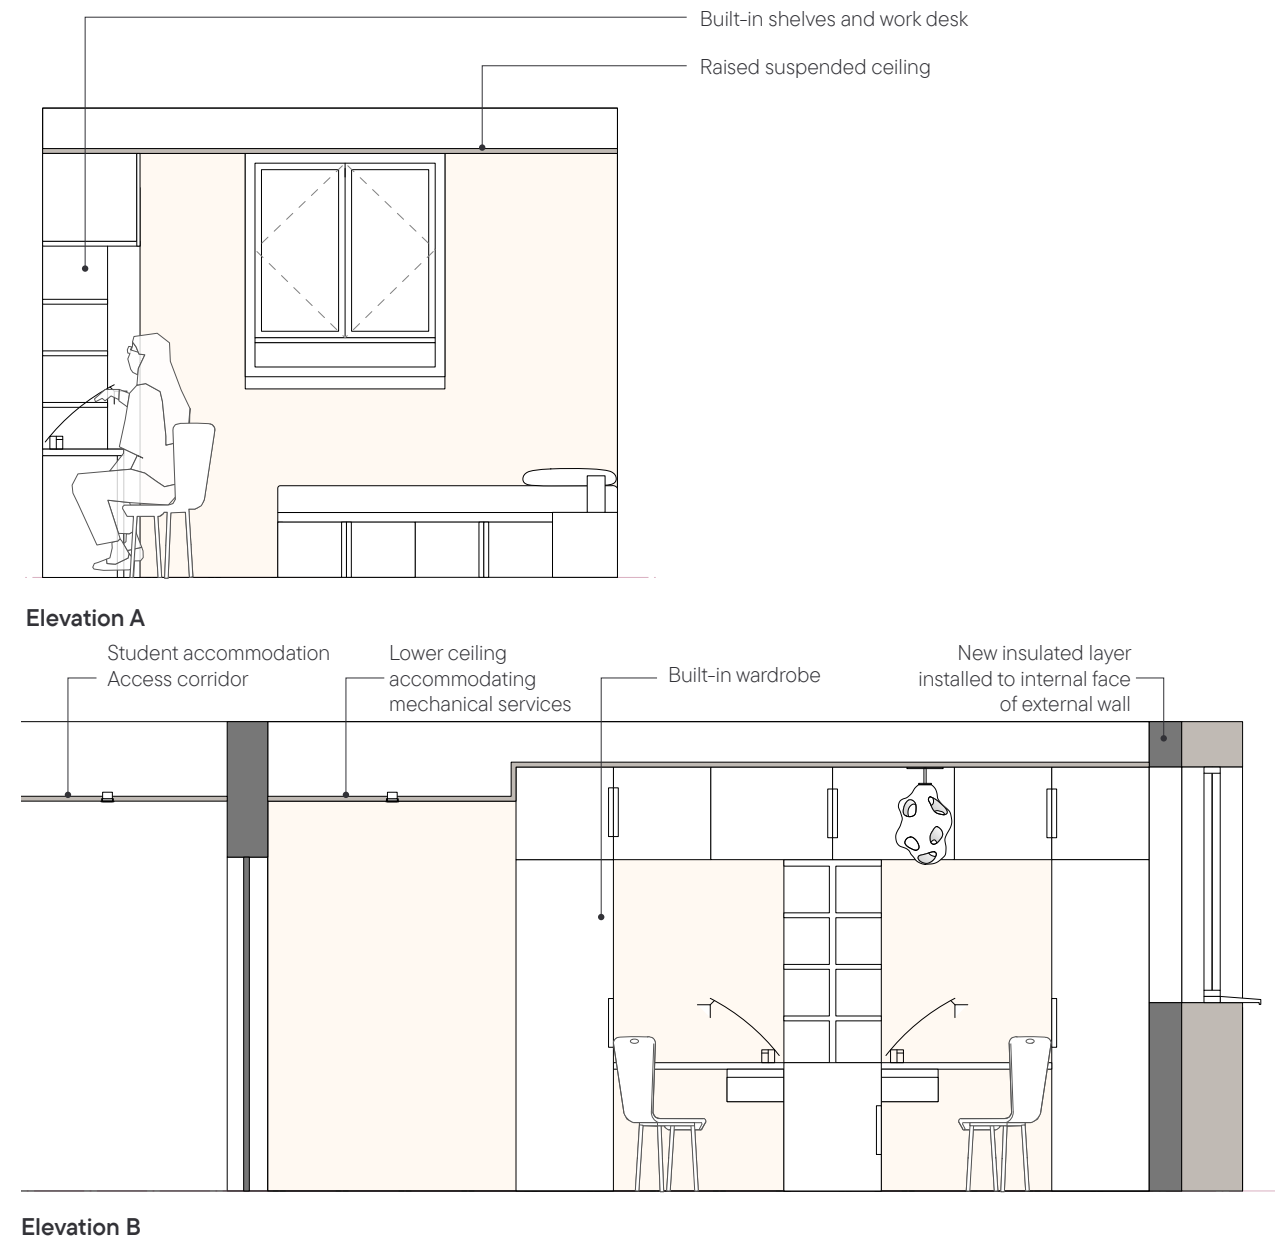 Built-in shelves and work desk
Raised suspended ceiling
Elevation A
Student accommodation
Access corridor
Lower ceiling
accommodating
mechanical services
Built-in wardrobe
New insulated layer
installed to internal face
of external wall
Elevation B